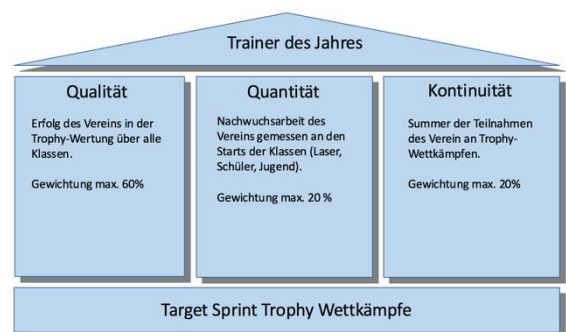 Trainer des Jahres
Qualität
Erfolg des Vereins in der
Trophy-Wertung über alle
Klassen.
Gewichtung max. 60%
Quantität
Nachwuchsarbeit des
Vereins gemessen an den
Starts der Klassen (Laser,
Schüler, Jugend).
Gewichtung max. 20 %
Kontinuität
Summer der Teilnahmen
des Verein an Trophy-
Wettkämpfen.
Gewichtung max. 20%
Target Sprint Trophy Wettkämpfe